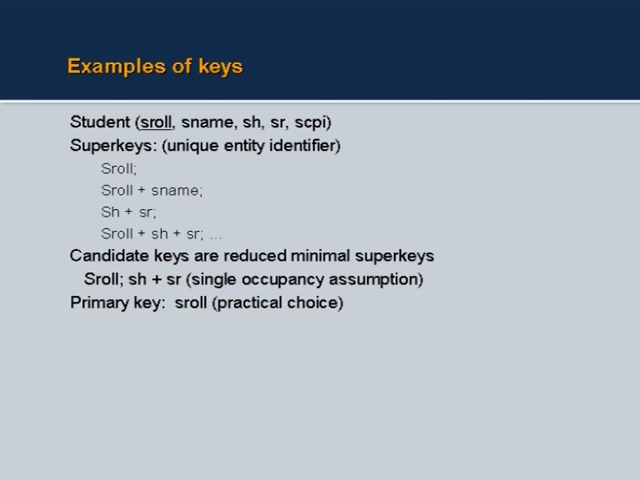 Examples of keys
Student (sroll, sname, sh, sr, scpi)
Superkeys: (unique entity identifier)
Sroll;
Sroll + sname;
Sh + sr;
Sroll + sh + sr; ...
Candidate keys are reduced minimal superkeys
Sroll; sh + sr (single occupancy assumption)
Primary key: sroll (practical choice)